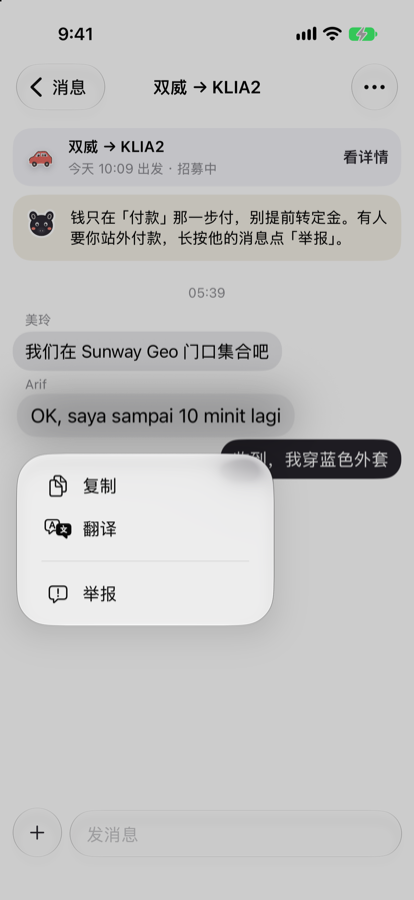 9:41
消息
双威 → KLIA2
双威 → KLIA2
今天 10:09 出发 · 招募中
看详情
钱只在「付款」那一步付，别提前转定金。有人
要你站外付款，长按他的消息点「举报」。
05:39
美玲
我们在 Sunway Geo 门口集合吧
Arif
OK, saya sampai 10 minit lagi
到，我穿蓝色外套
复制
翻译
举报
发消息